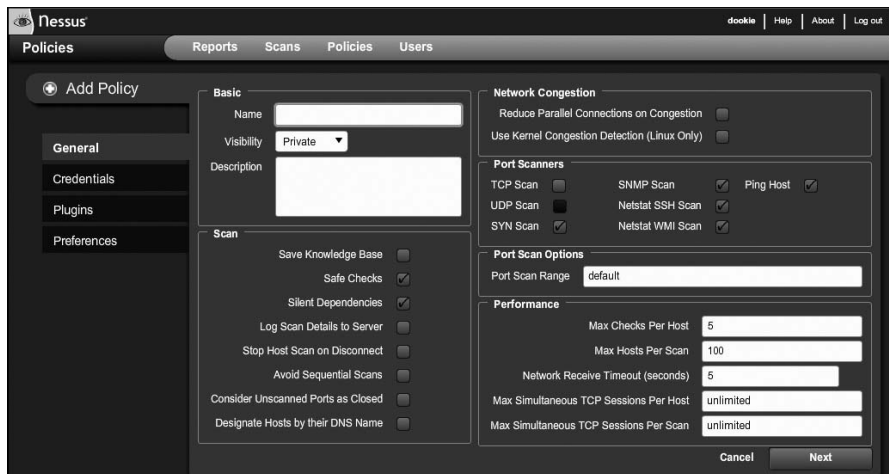 Nessus
dookie | Help | About | Log out
Policies
Reports Scans Policies Users
Add Policy
General
Credentials
Plugins
Preferences
Basic
Name
Visibility Private
Description
Scan
Save Knowledge Base
Safe Checks
Silent Dependencies
Log Scan Details to Server
Stop Host Scan on Disconnect
Avoid Sequential Scans
Consider Unscanned Ports as Closed
Designate Hosts by their DNS Name
Network Congestion
Reduce Parallel Connections on Congestion
Use Kernel Congestion Detection (Linux Only)
Port Scanners
TCP Scan SNMP Scan Ping Host
UDP Scan Netstat SSH Scan
SYN Scan Netstat WMI Scan
Port Scan Options
Port Scan Range default
Performance
Max Checks Per Host 5
Max Hosts Per Scan 100
Network Receive Timeout (seconds) 5
Max Simultaneous TCP Sessions Per Host unlimited
Max Simultaneous TCP Sessions Per Scan unlimited
Cancel Next